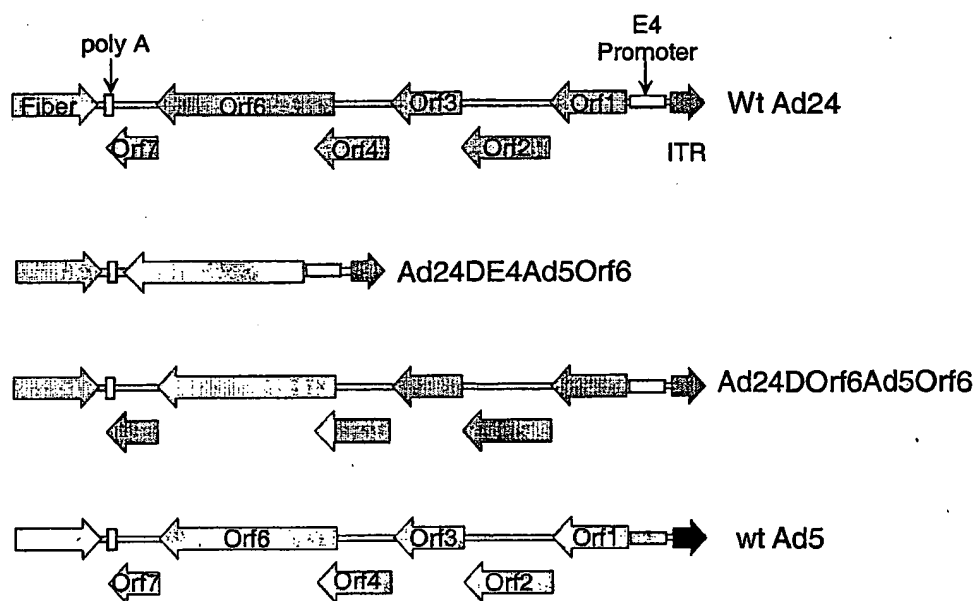 E4
Promoter
poly A
Fiber Orf6 Orf3 Orf1 Wt Ad24
Orf7 Orf4 Orf2 ITR
Ad24DE4Ad5Orf6
Ad24DOrf6Ad5Orf6
Orf6 Orf3 Orf1 wt Ad5
Orf7 Orf4 Orf2